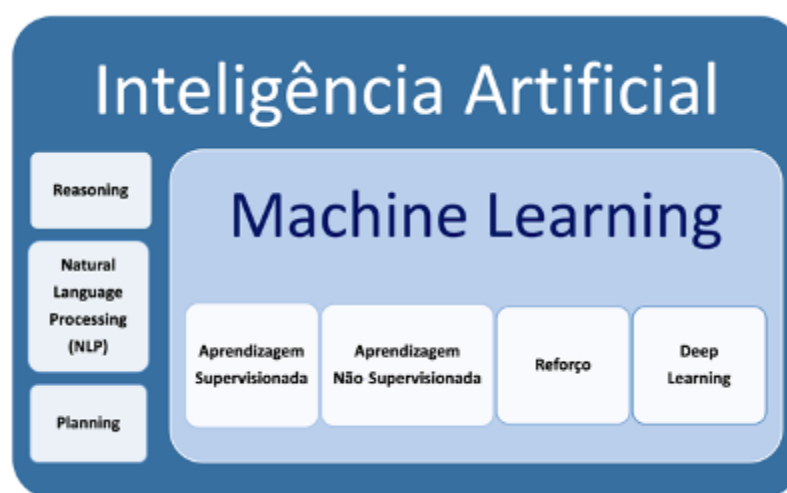 Inteligência Artificial
Reasoning
Natural
Language
Processing
(NLP)
Planning
Machine Learning
Aprendizagem
Supervisionada
Aprendizagem
Não Supervisionada
Reforço
Deep
Learning